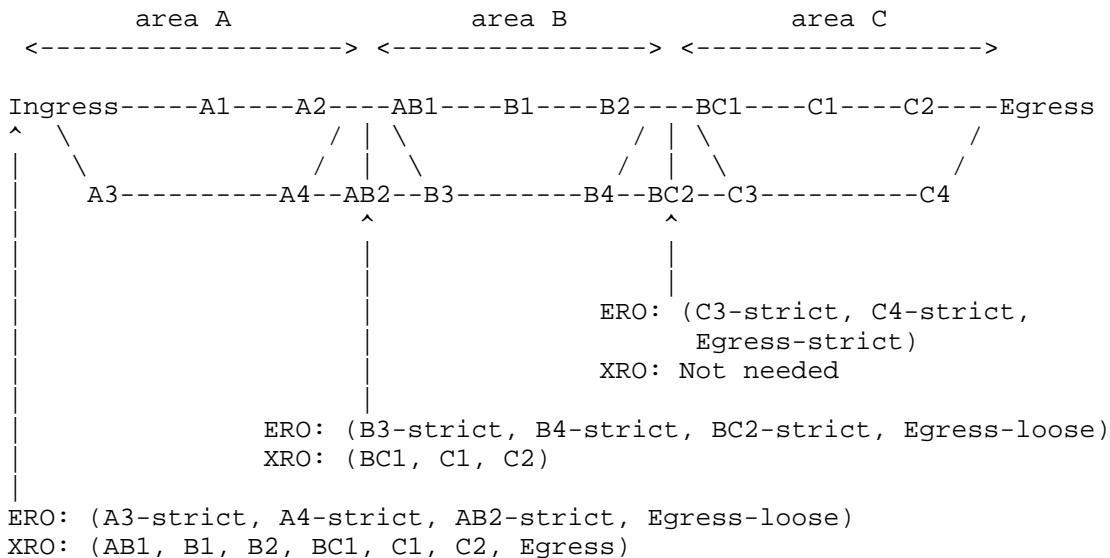 area A area B area C
<-------------------> <----------------> <------------------>
Ingress-----A1----A2----AB1----B1----B2----BC1----C1----C2----Egress
^ \ / | \ / | \ /
| \ / | \ / | \ /
| A3----------A4--AB2--B3--------B4--BC2--C3----------C4
| ^ ^
| | |
| | |
| | ERO: (C3-strict, C4-strict,
| | Egress-strict)
| | XRO: Not needed
| |
| ERO: (B3-strict, B4-strict, BC2-strict, Egress-loose)
| XRO: (BC1, C1, C2)
|
ERO: (A3-strict, A4-strict, AB2-strict, Egress-loose)
XRO: (AB1, B1, B2, BC1, C1, C2, Egress)